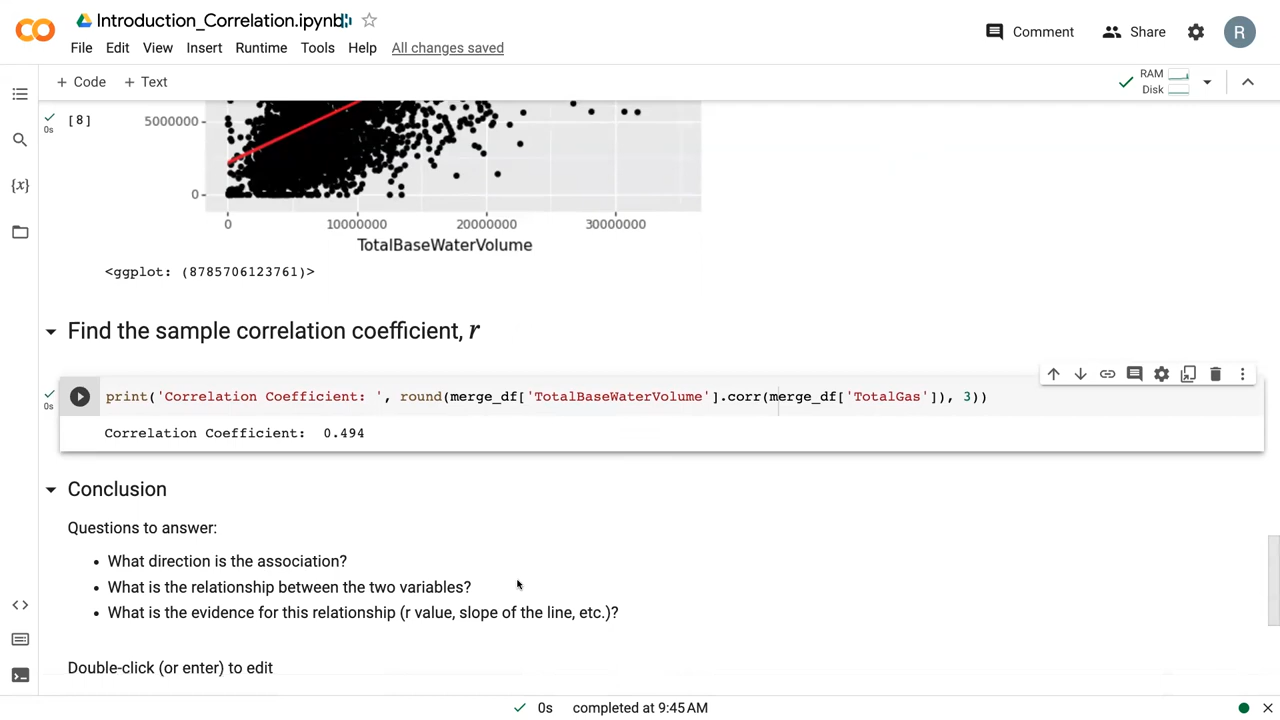 Introduction_Correlation.ipynb
File Edit View Insert Runtime Tools Help All changes saved
Comment Share R
+ Code + Text
RAM
Disk
[8]
0s
5000000
0
0 10000000 20000000 30000000
TotalBaseWaterVolume
<ggplot: (8785706123761)>
Find the sample correlation coefficient, r
0s
print('Correlation Coefficient: ', round(merge_df['TotalBaseWaterVolume'].corr(merge_df['TotalGas']), 3))
Correlation Coefficient: 0.494
Conclusion
Questions to answer:
• What direction is the association?
• What is the relationship between the two variables?
• What is the evidence for this relationship (r value, slope of the line, etc.)?
Double-click (or enter) to edit
0s completed at 9:45 AM